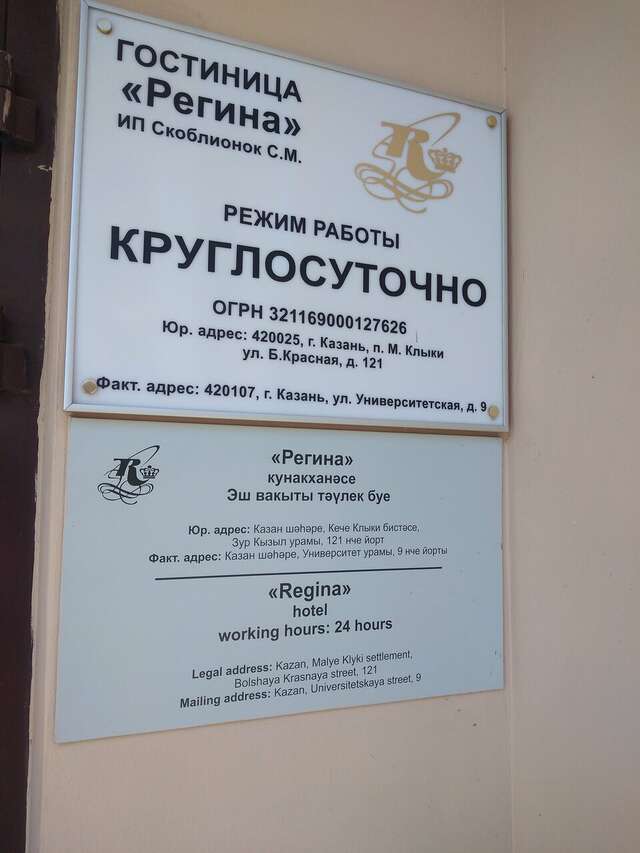 ГОСТИНИЦА
«Регина»
ИП Скоблионок С.М.
R
РЕЖИМ РАБОТЫ
КРУГЛОСУТОЧНО
ОГРН 321169000127626
Юр. адрес: 420025, г. Казань, п. М. Клыки
ул. Б.Красная, д. 121
Факт. адрес: 420107, г. Казань, ул. Университетская, д. 9
R
«Регина»
кунакханәсе
Эш вакыты тәүлек буе
Юр. адрес: Казан шәһәре, Кече Клыки бистәсе,
Зур Кызыл урамы, 121 нче йорт
Факт. адрес: Казан шәһәре, Университет урамы, 9 нче йорты
«Regina»
hotel
working hours: 24 hours
Legal address: Kazan, Malye Klyki settlement,
Bolshaya Krasnaya street, 121
Mailing address: Kazan, Universitetskaya street, 9